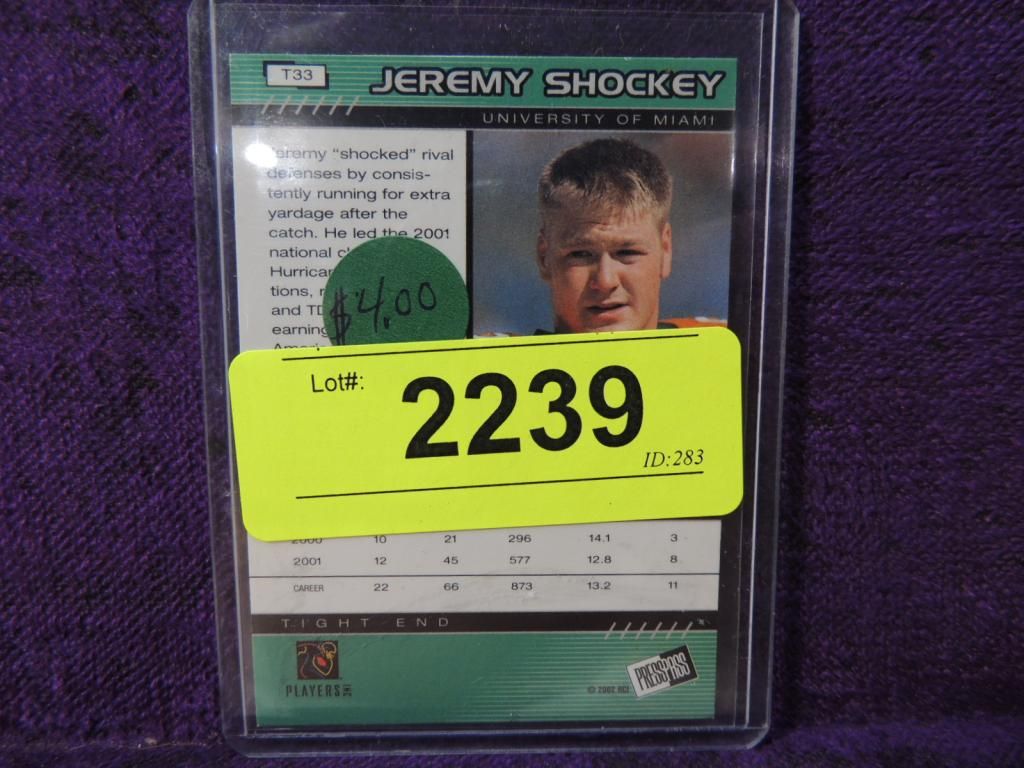 T33
JEREMY SHOCKEY
UNIVERSITY OF MIAMI
Jeremy "shocked" rival
defenses by consis-
tently running for extra
yardage after the
catch. He led the 2001
national
Hurrica
tions,
and TD
earning
$4.00
Lot#: 2239
ID:283
2000 10 21 296 14.1 3
2001 12 45 577 12.8 8
CAREER 22 66 873 13.2 11
TIGHT END
PLAYERS INC
© 2002 RCI
PRESS PASS